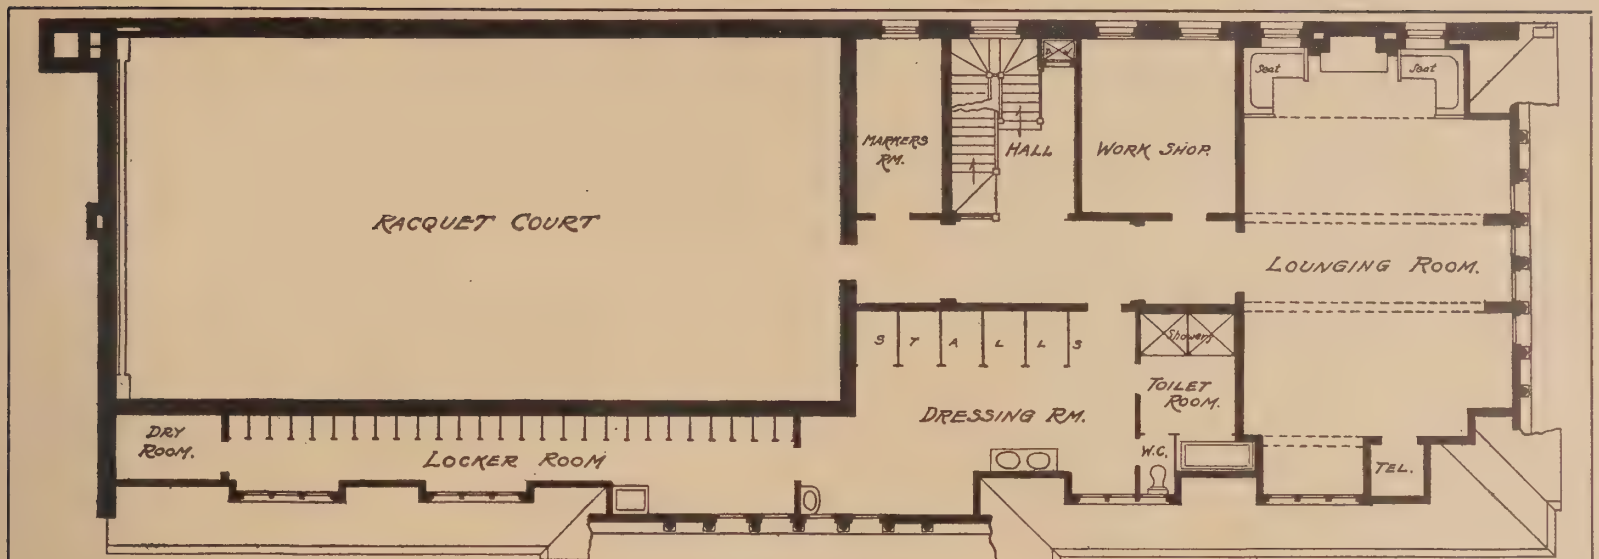 Seat
Seat
MARKERS
RM.
HALL
WORK SHOP.
RACQUET COURT
LOUNGING ROOM.
S T A L L S
Showers
TOILET
ROOM.
DRESSING RM.
DRY
ROOM.
LOCKER ROOM
W.C.
TEL.